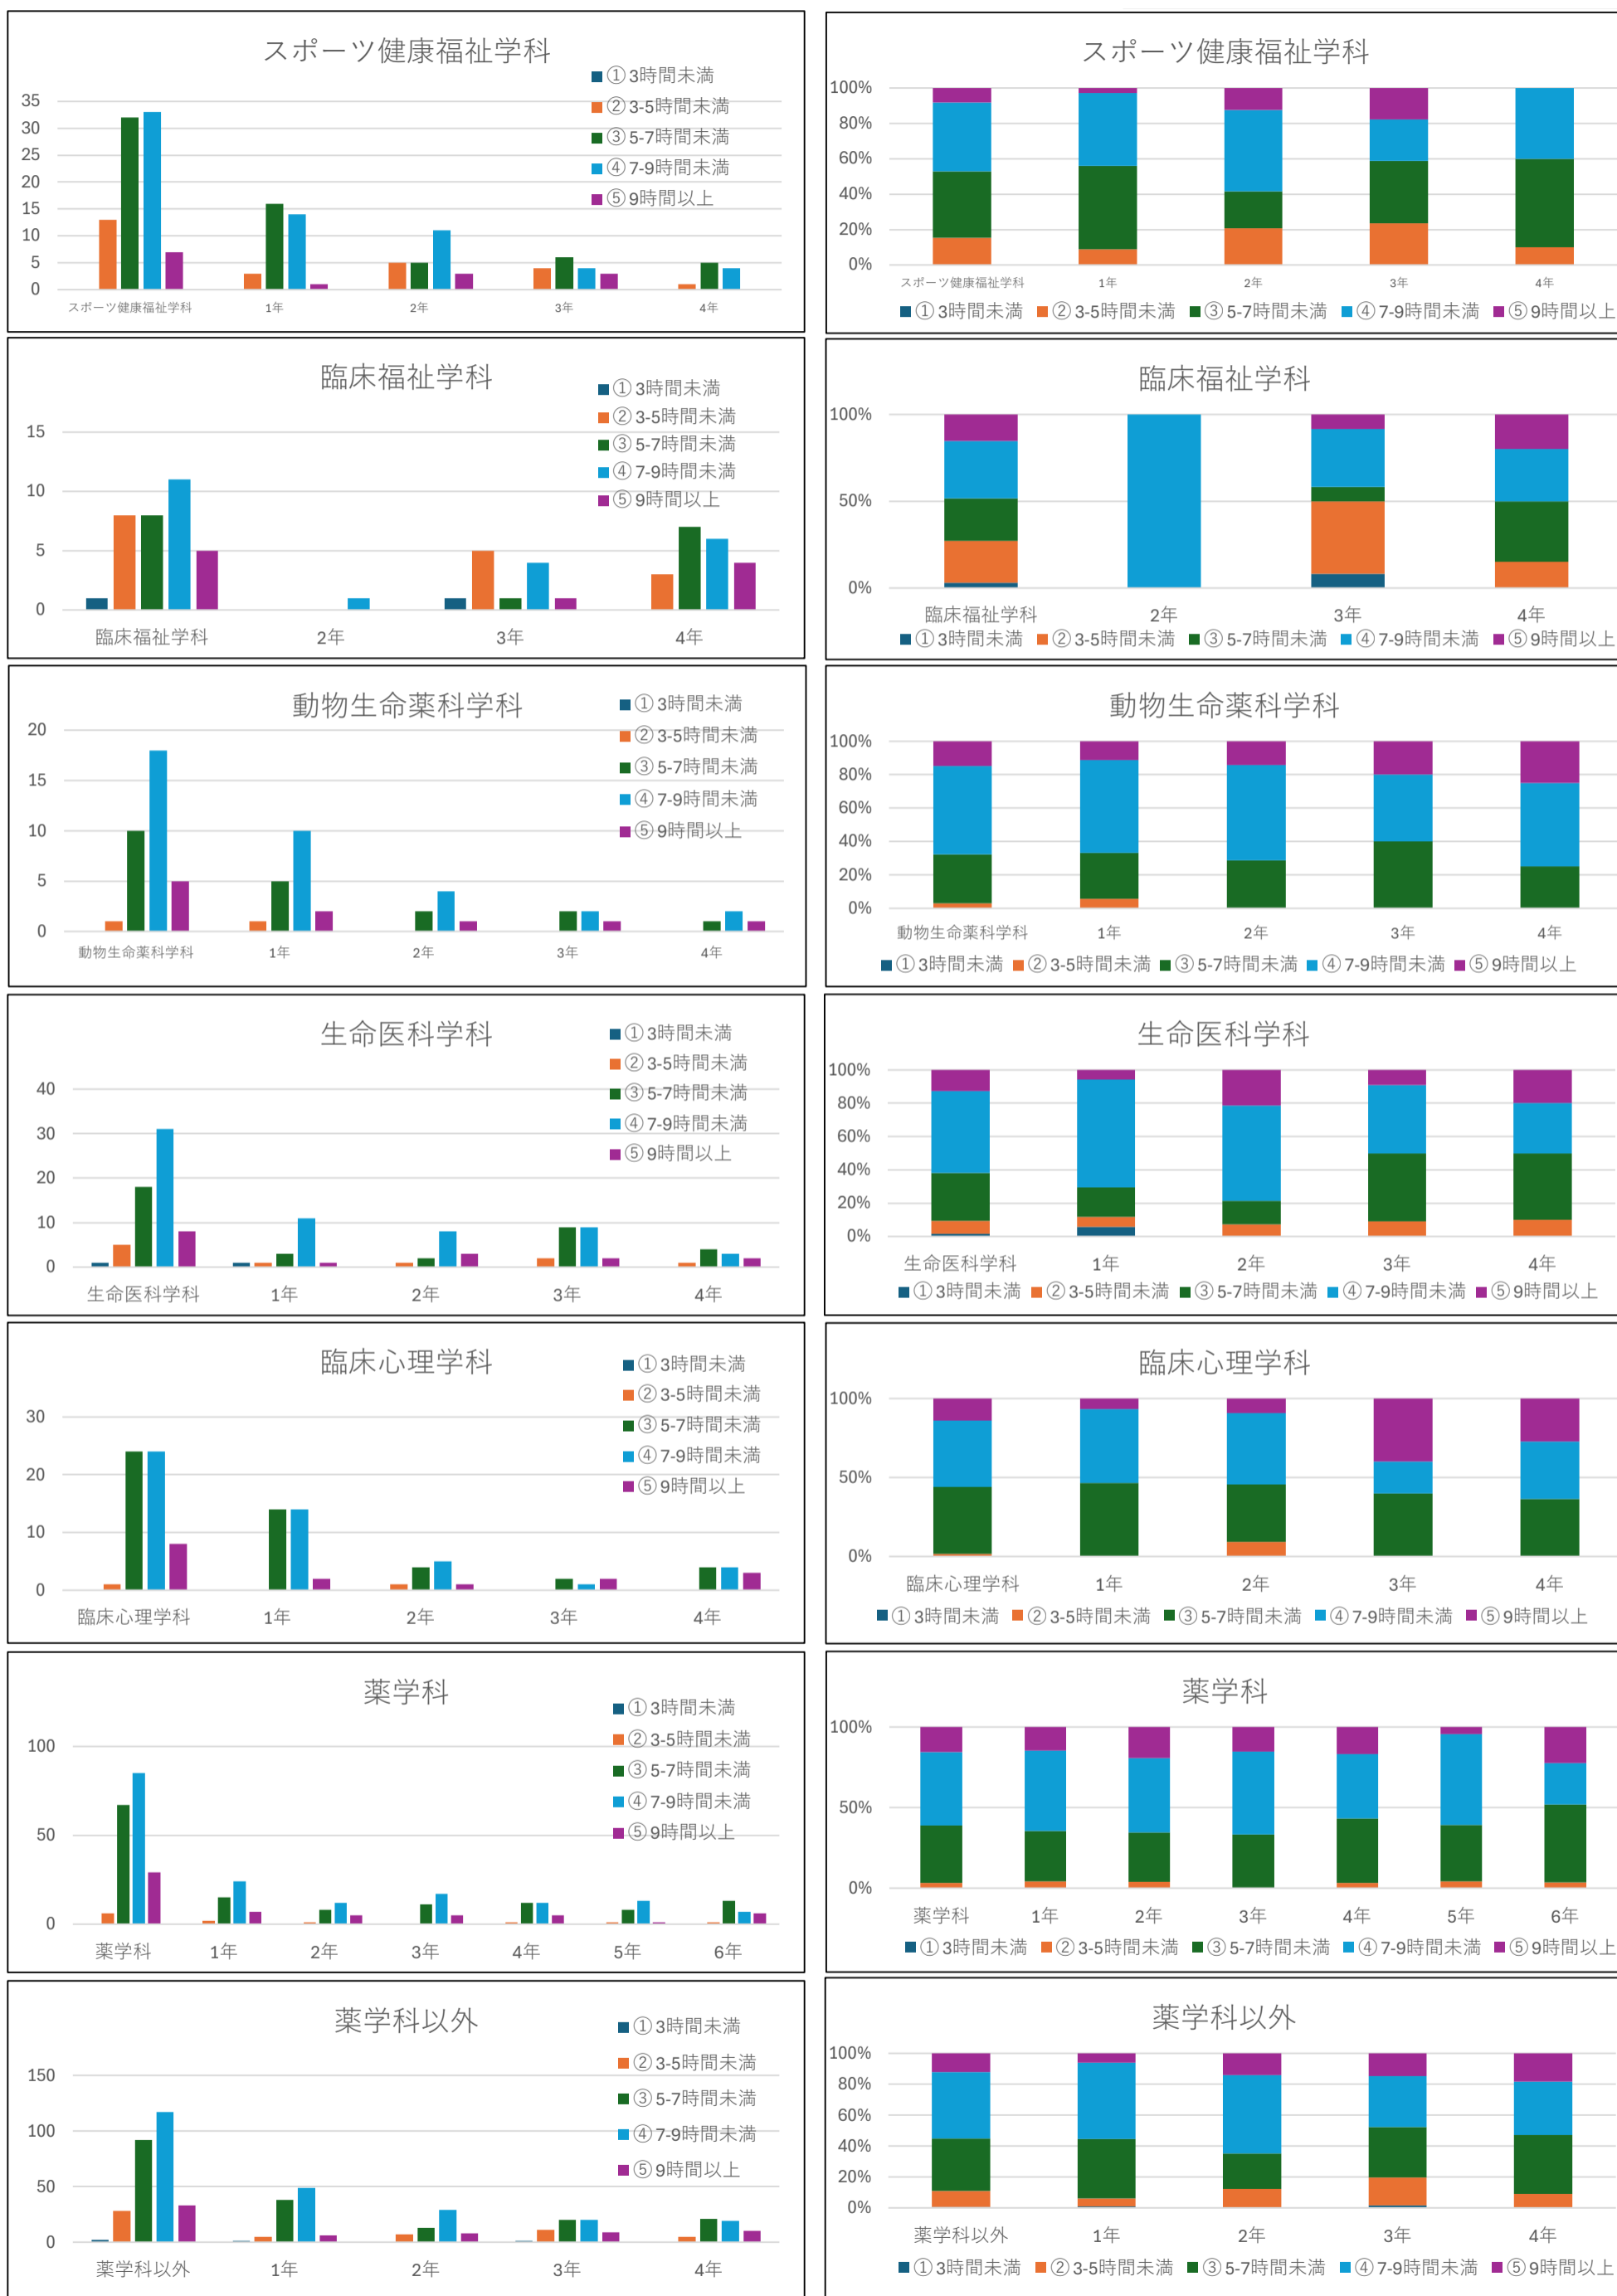 スポーツ健康福祉学科
①3時間未満
②3-5時間未満
③5-7時間未満
④7-9時間未満
⑤9時間以上
35
30
25
20
15
10
5
0
スポーツ健康福祉学科 1年 2年 3年 4年
スポーツ健康福祉学科
100%
80%
60%
40%
20%
0%
スポーツ健康福祉学科 1年 2年 3年 4年
①3時間未満 ②3-5時間未満 ③5-7時間未満 ④7-9時間未満 ⑤9時間以上
臨床福祉学科
①3時間未満
②3-5時間未満
③5-7時間未満
④7-9時間未満
⑤9時間以上
15
10
5
0
臨床福祉学科 2年 3年 4年
臨床福祉学科
100%
50%
0%
臨床福祉学科 2年 3年 4年
①3時間未満 ②3-5時間未満 ③5-7時間未満 ④7-9時間未満 ⑤9時間以上
動物生命薬科学科
①3時間未満
②3-5時間未満
③5-7時間未満
④7-9時間未満
⑤9時間以上
20
15
10
5
0
動物生命薬科学科 1年 2年 3年 4年
動物生命薬科学科
100%
80%
60%
40%
20%
0%
動物生命薬科学科 1年 2年 3年 4年
①3時間未満 ②3-5時間未満 ③5-7時間未満 ④7-9時間未満 ⑤9時間以上
生命医科学科
①3時間未満
②3-5時間未満
③5-7時間未満
④7-9時間未満
⑤9時間以上
40
30
20
10
0
生命医科学科 1年 2年 3年 4年
生命医科学科
100%
80%
60%
40%
20%
0%
生命医科学科 1年 2年 3年 4年
①3時間未満 ②3-5時間未満 ③5-7時間未満 ④7-9時間未満 ⑤9時間以上
臨床心理学科
①3時間未満
②3-5時間未満
③5-7時間未満
④7-9時間未満
⑤9時間以上
30
20
10
0
臨床心理学科 1年 2年 3年 4年
臨床心理学科
100%
50%
0%
臨床心理学科 1年 2年 3年 4年
①3時間未満 ②3-5時間未満 ③5-7時間未満 ④7-9時間未満 ⑤9時間以上
薬学科
①3時間未満
②3-5時間未満
③5-7時間未満
④7-9時間未満
⑤9時間以上
100
50
0
薬学科 1年 2年 3年 4年 5年 6年
薬学科
100%
50%
0%
薬学科 1年 2年 3年 4年 5年 6年
①3時間未満 ②3-5時間未満 ③5-7時間未満 ④7-9時間未満 ⑤9時間以上
薬学科以外
①3時間未満
②3-5時間未満
③5-7時間未満
④7-9時間未満
⑤9時間以上
150
100
50
0
薬学科以外 1年 2年 3年 4年
薬学科以外
100%
80%
60%
40%
20%
0%
薬学科以外 1年 2年 3年 4年
①3時間未満 ②3-5時間未満 ③5-7時間未満 ④7-9時間未満 ⑤9時間以上